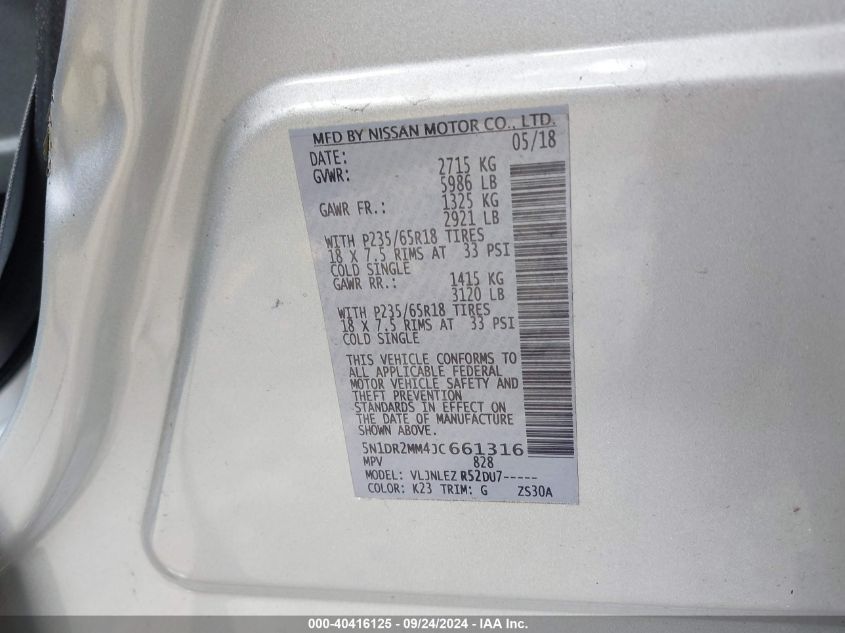 MFD BY NISSAN MOTOR CO., LTD.
DATE: 05/18
GVWR: 2715 KG
5986 LB
GAWR FR.: 1325 KG
2921 LB
WITH P235/65R18 TIRES
18 X 7.5 RIMS AT 33 PSI
COLD SINGLE
GAWR RR.: 1415 KG
3120 LB
WITH P235/65R18 TIRES
18 X 7.5 RIMS AT 33 PSI
COLD SINGLE
THIS VEHICLE CONFORMS TO
ALL APPLICABLE FEDERAL
MOTOR VEHICLE SAFETY AND
THEFT PREVENTION
STANDARDS IN EFFECT ON
THE DATE OF MANUFACTURE
SHOWN ABOVE.
5N1DR2MM4JC661316
MPV 828
MODEL: VLJNLEZ R52DU7-----
COLOR: K23 TRIM: G ZS30A
000-40416125 - 09/24/2024 - IAA Inc.